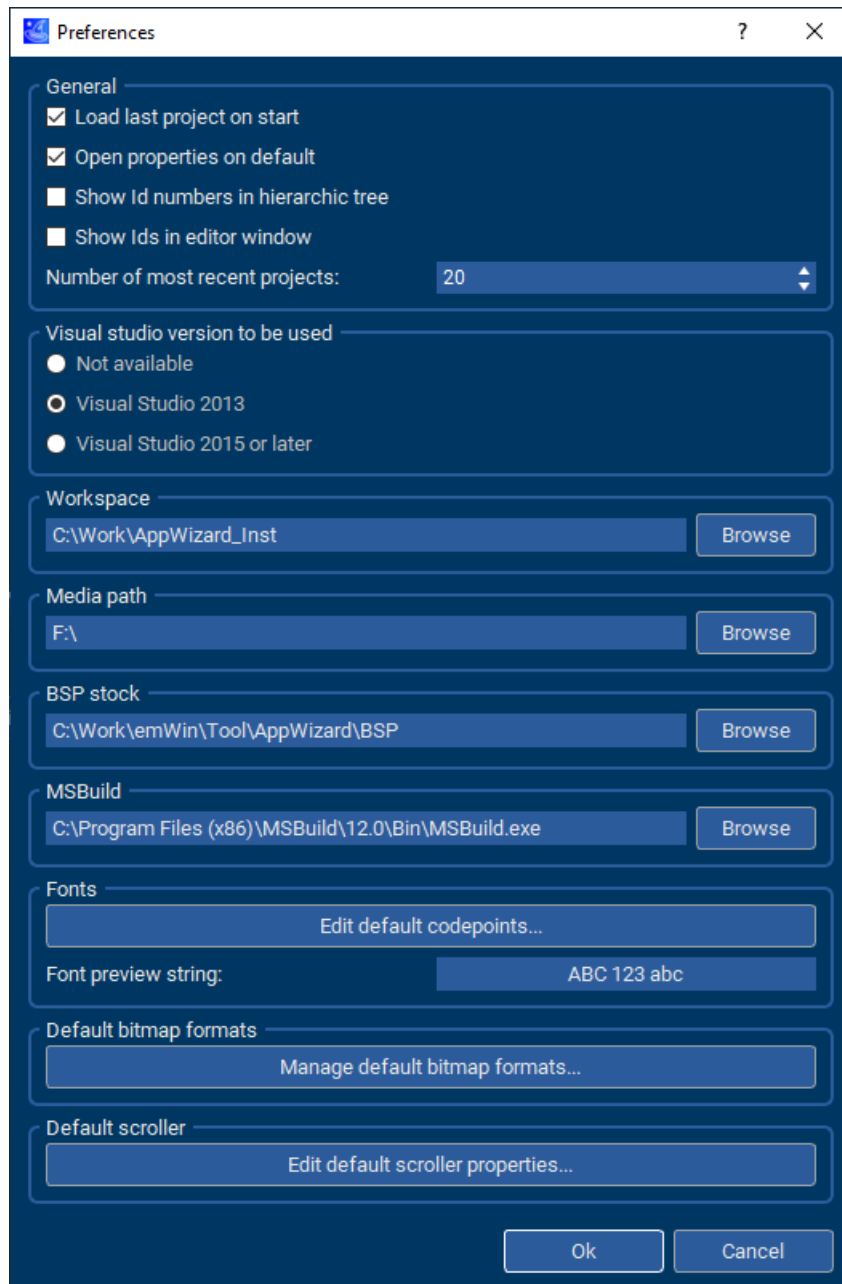 Preferences ?
General
Load last project on start
Open properties on default
Show Id numbers in hierarchic tree
Show Ids in editor window
Number of most recent projects: 20
Visual studio version to be used
Not available
Visual Studio 2013
Visual Studio 2015 or later
Workspace
C:\Work\AppWizard_Inst Browse
Media path
F:\ Browse
BSP stock
C:\Work\emWin\Tool\AppWizard\BSP Browse
MSBuild
C:\Program Files (x86)\MSBuild\12.0\Bin\MSBuild.exe Browse
Fonts
Edit default codepoints...
Font preview string: ABC 123 abc
Default bitmap formats
Manage default bitmap formats...
Default scroller
Edit default scroller properties...
Ok Cancel